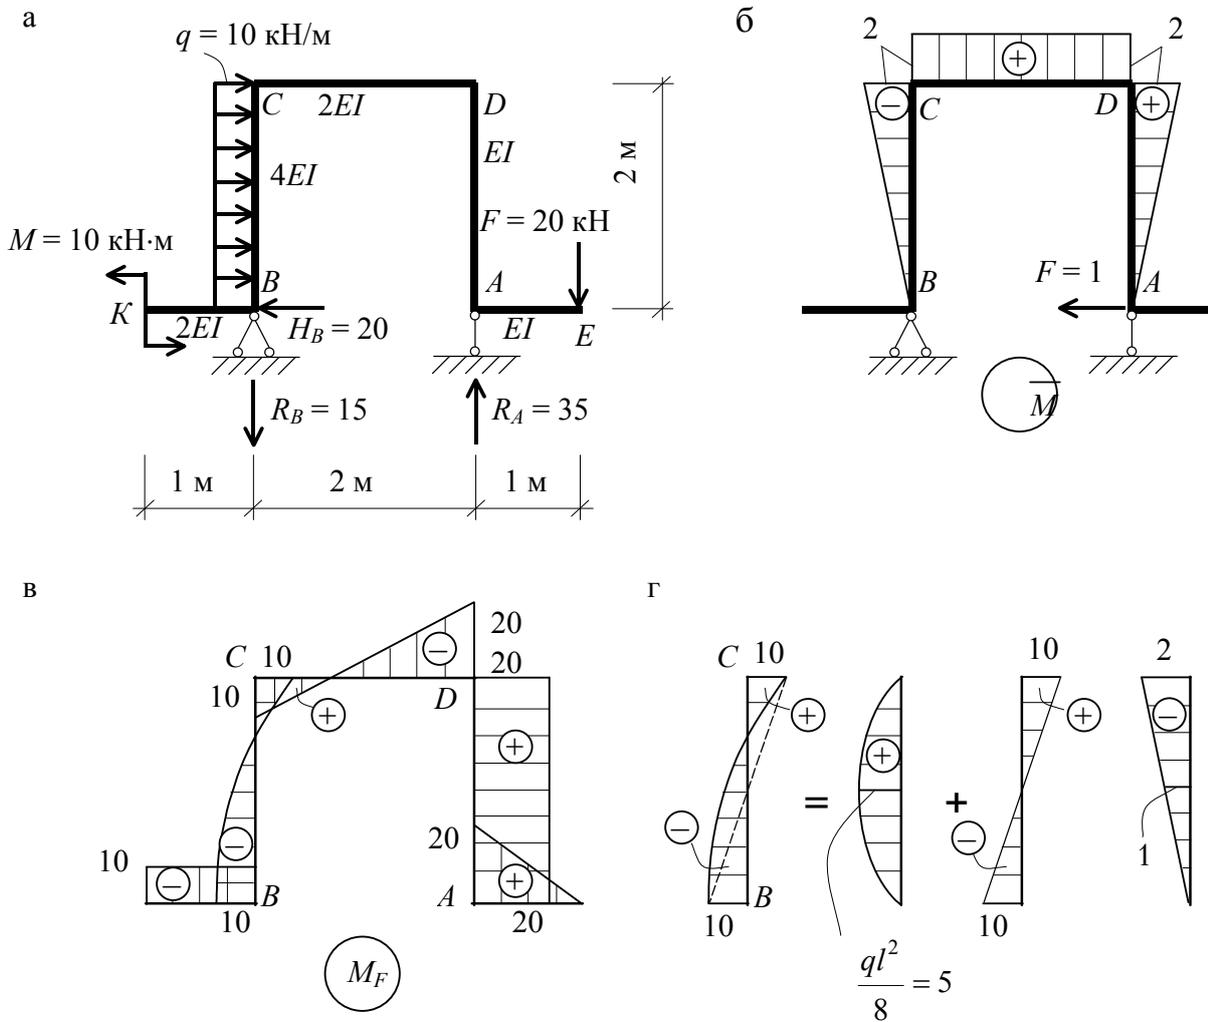 а
q = 10 кН/м
C
2EI
D
EI
4EI
2 м
M = 10 кН·м
F = 20 кН
B
A
К
2EI
H_B = 20
EI
E
R_B = 15
R_A = 35
1 м
2 м
1 м
б
2
+
2
−
C
D
+
B
F = 1
A
M̅
в
20
−
C
10
20
10
+
D
+
20
10
−
−
B
A
+
10
20
M_F
г
C
10
+
−
B
10
=
+
ql²/8 = 5
+
10
+
−
10
2
−
1